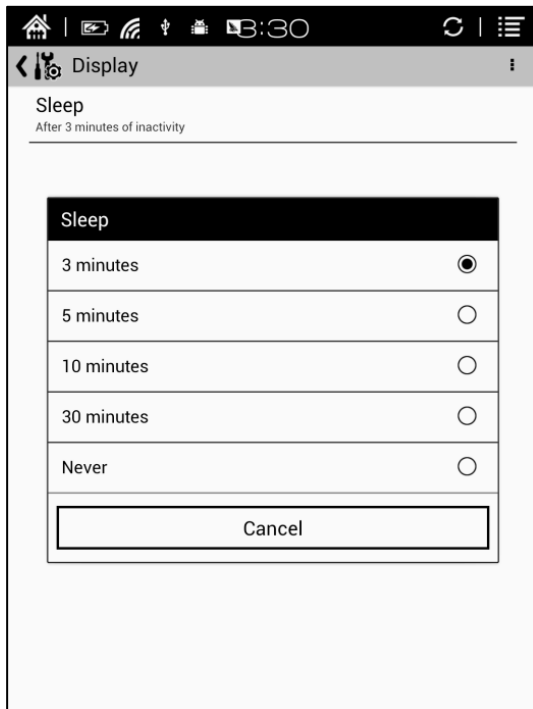 3:30
Display
Sleep
After 3 minutes of inactivity
Sleep
3 minutes
5 minutes
10 minutes
30 minutes
Never
Cancel